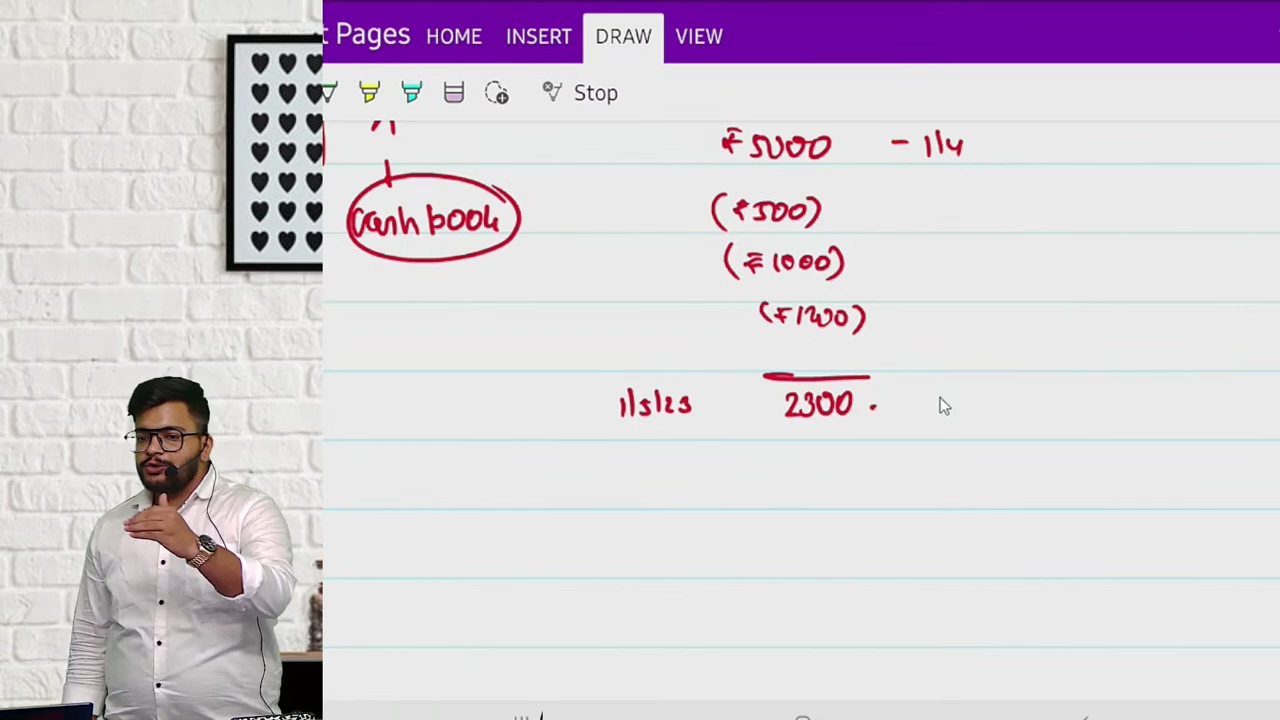 t Pages HOME INSERT DRAW VIEW
Stop
₹5000 - 1/4
cash book
(₹500)
(₹1000)
(₹1200)
1/5/23 2300.